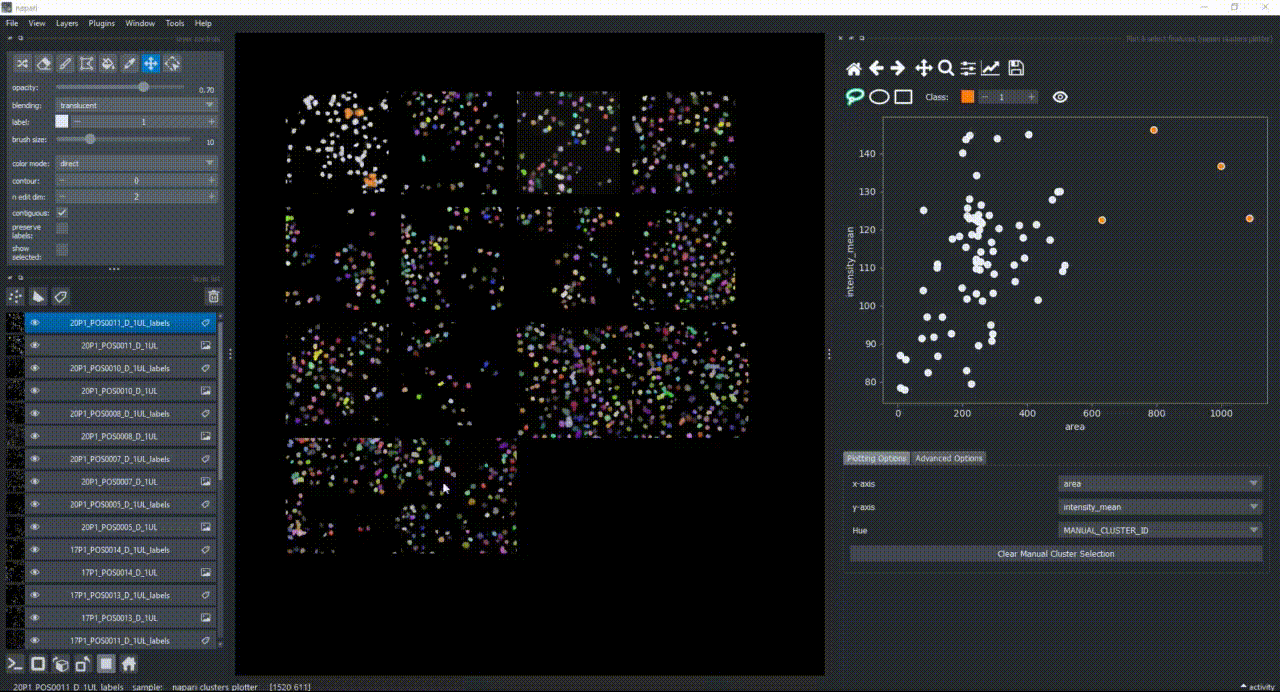 napari
File View Layers Plugins Window Tools Help
layer controls
opacity: 0.70
blending: translucent
label: − 1 +
brush size: 10
color mode: direct
contour: − 0 +
n edit dim: − 2 +
contiguous:
preserve
labels:
show
selected:
layer list
20P1_POS0011_D_1UL_labels
20P1_POS0011_D_1UL
20P1_POS0010_D_1UL_labels
20P1_POS0010_D_1UL
20P1_POS0008_D_1UL_labels
20P1_POS0008_D_1UL
20P1_POS0007_D_1UL_labels
20P1_POS0007_D_1UL
20P1_POS0005_D_1UL_labels
20P1_POS0005_D_1UL
17P1_POS0014_D_1UL_labels
17P1_POS0014_D_1UL
17P1_POS0013_D_1UL_labels
17P1_POS0013_D_1UL
17P1_POS0011_D_1UL_labels
20P1_POS0011_D_1UL_labels sample: napari clusters plotter [1520 611]
Plot & select features (napari clusters plotter)
Class: − 1 +
140
130
120
110
100
90
80
intensity_mean
0 200 400 600 800 1000
area
Plotting Options Advanced Options
x-axis area
y-axis intensity_mean
Hue MANUAL_CLUSTER_ID
Clear Manual Cluster Selection
activity